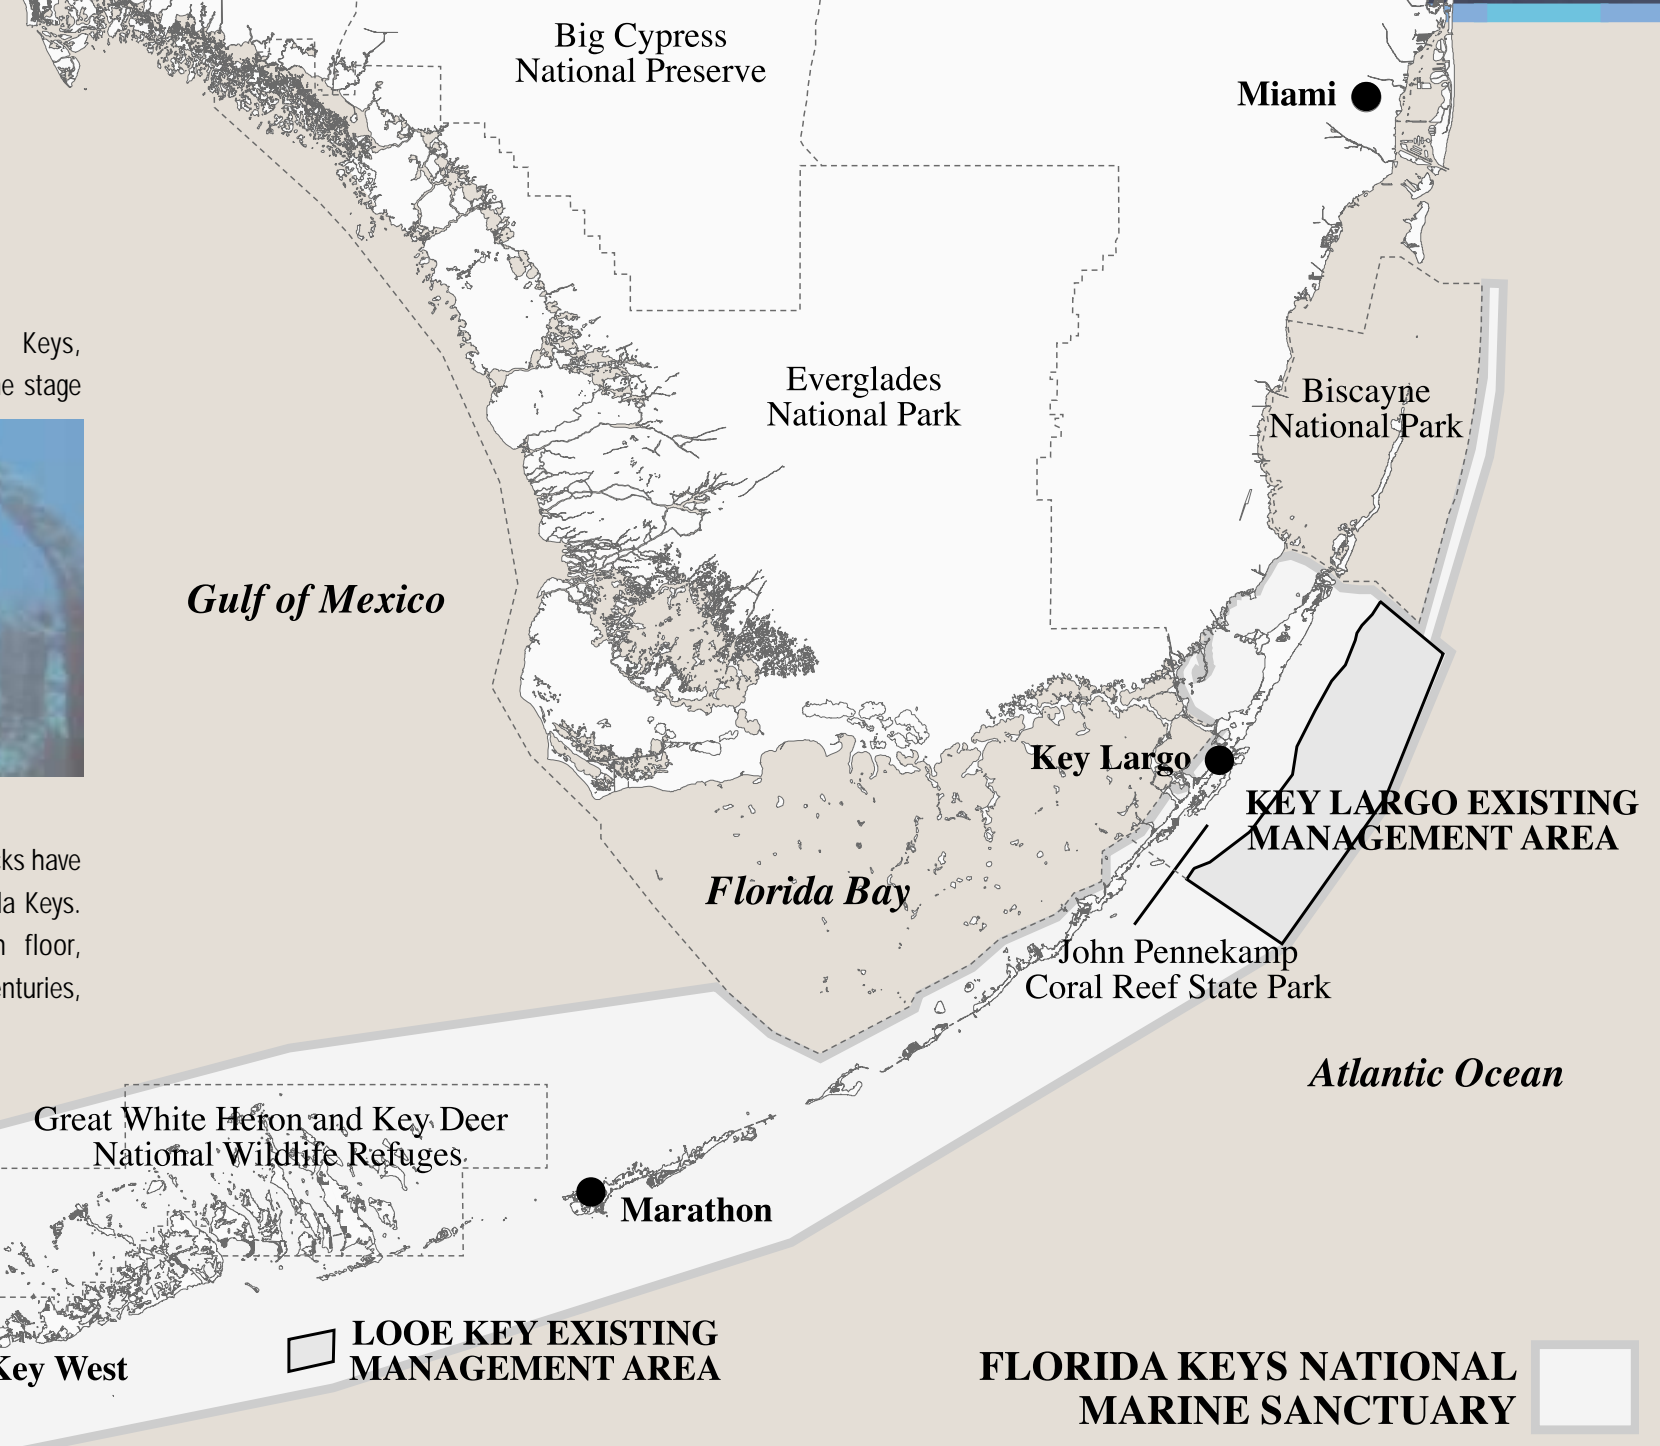 Big Cypress
National Preserve
Miami
Keys,
e stage
Everglades
National Park
Biscayne
National Park
Gulf of Mexico
Key Largo
KEY LARGO EXISTING
MANAGEMENT AREA
cks have
Florida Bay
da Keys.
floor,
John Pennekamp
Coral Reef State Park
enturies,
Atlantic Ocean
Great White Heron and Key Deer
National Wildlife Refuges
Marathon
LOOE KEY EXISTING
MANAGEMENT AREA
Key West
FLORIDA KEYS NATIONAL
MARINE SANCTUARY